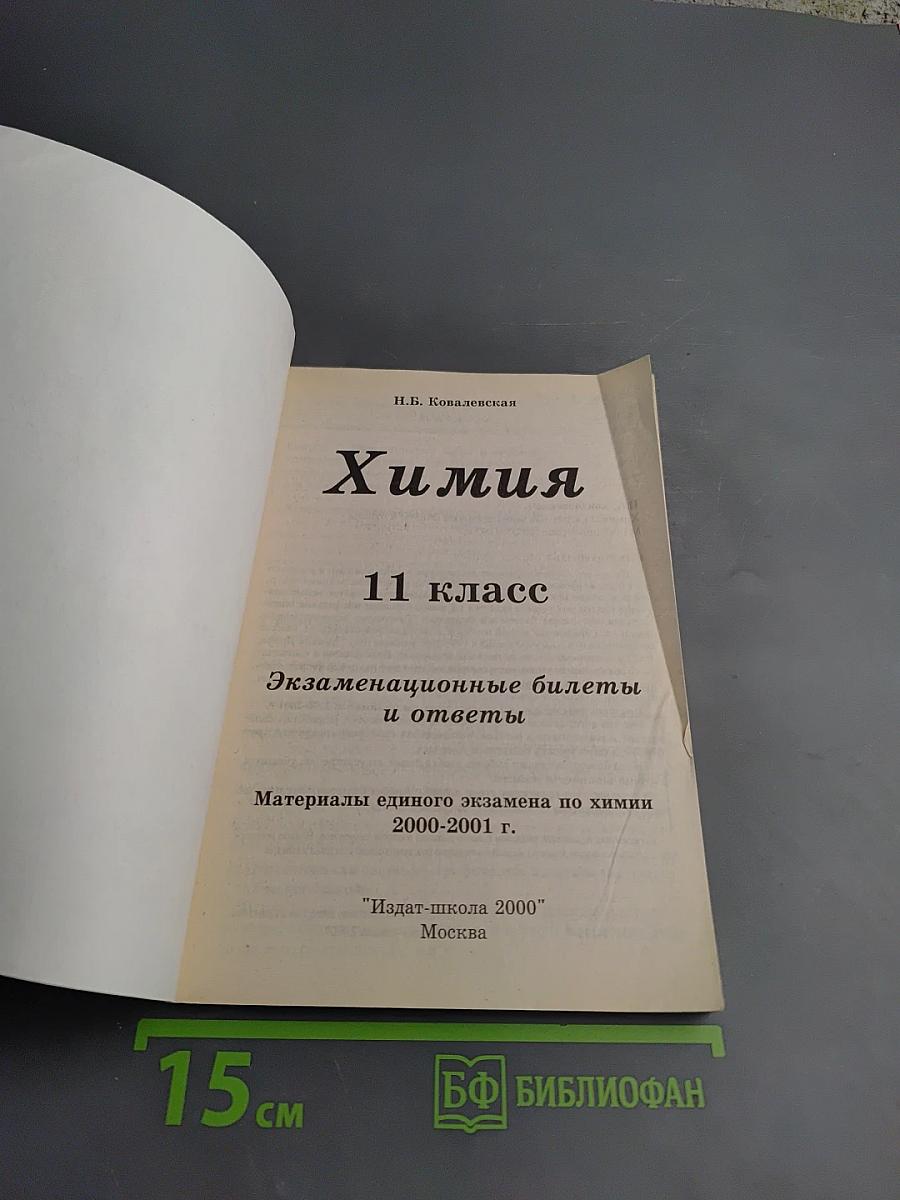 Н.Б. Ковалевская
Химия
11 класс
Экзаменационные билеты
и ответы
Материалы единого экзамена по химии
2000-2001 г.
"Издат-школа 2000"
Москва
15 см
БФ БИБЛИОФАН